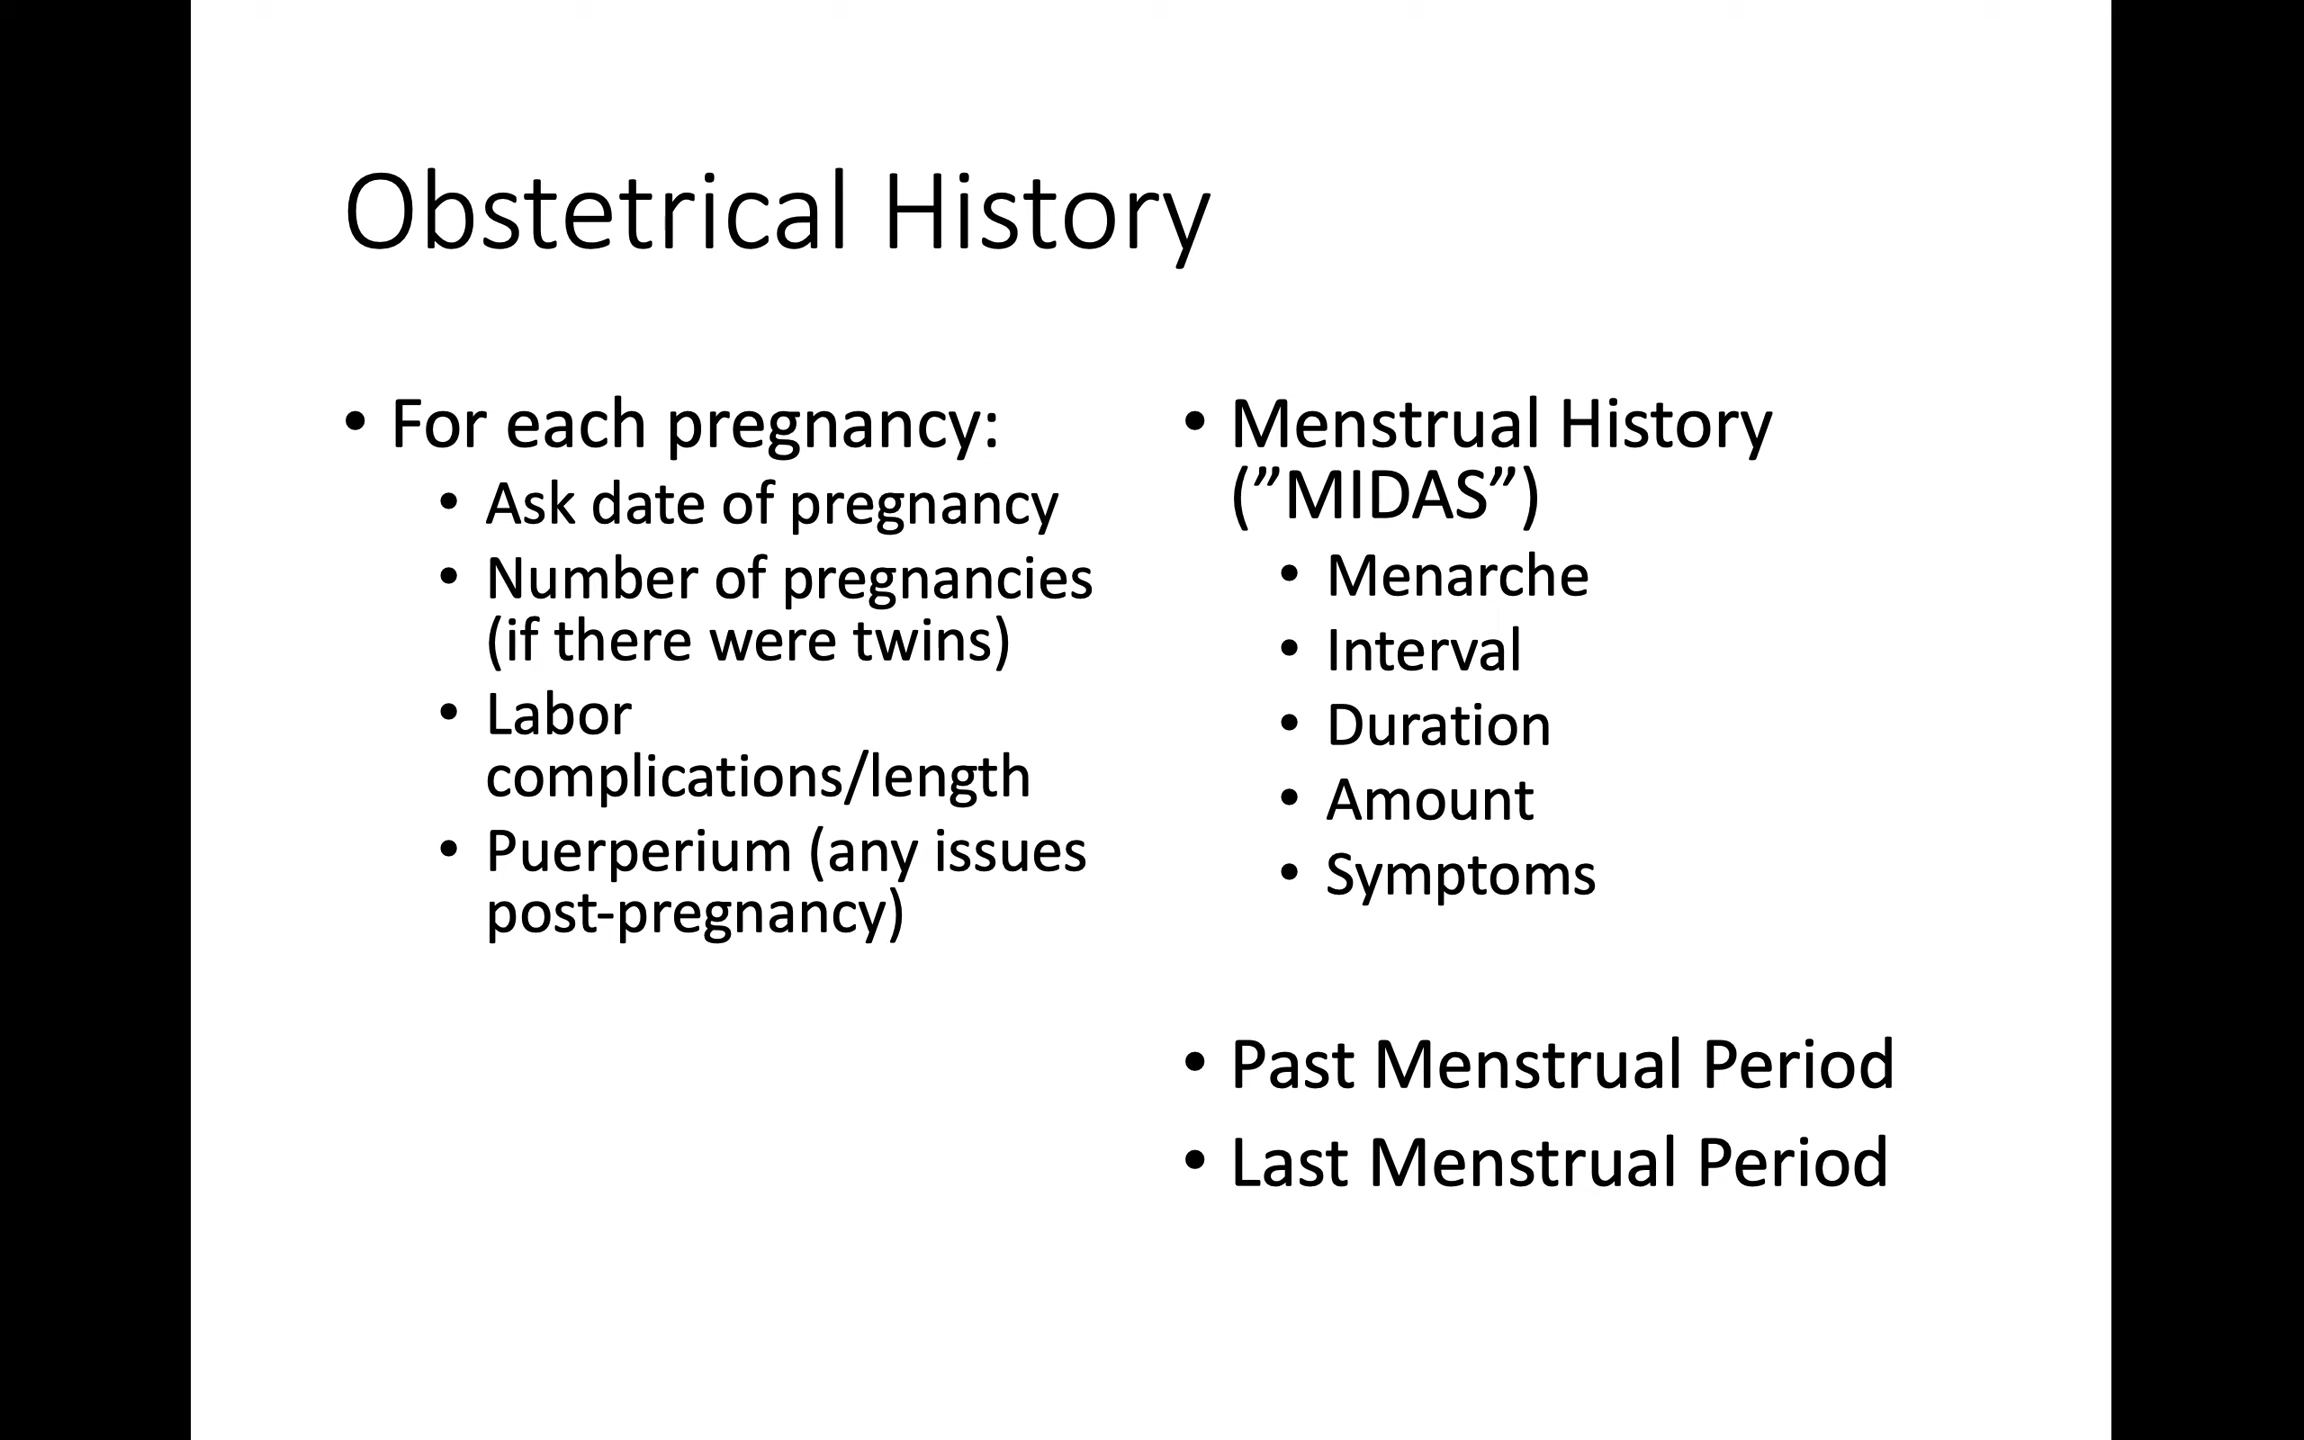 Obstetrical History
• For each pregnancy:
• Ask date of pregnancy
• Number of pregnancies
(if there were twins)
• Labor
complications/length
• Puerperium (any issues
post-pregnancy)
• Menstrual History
(”MIDAS”)
• Menarche
• Interval
• Duration
• Amount
• Symptoms
• Past Menstrual Period
• Last Menstrual Period